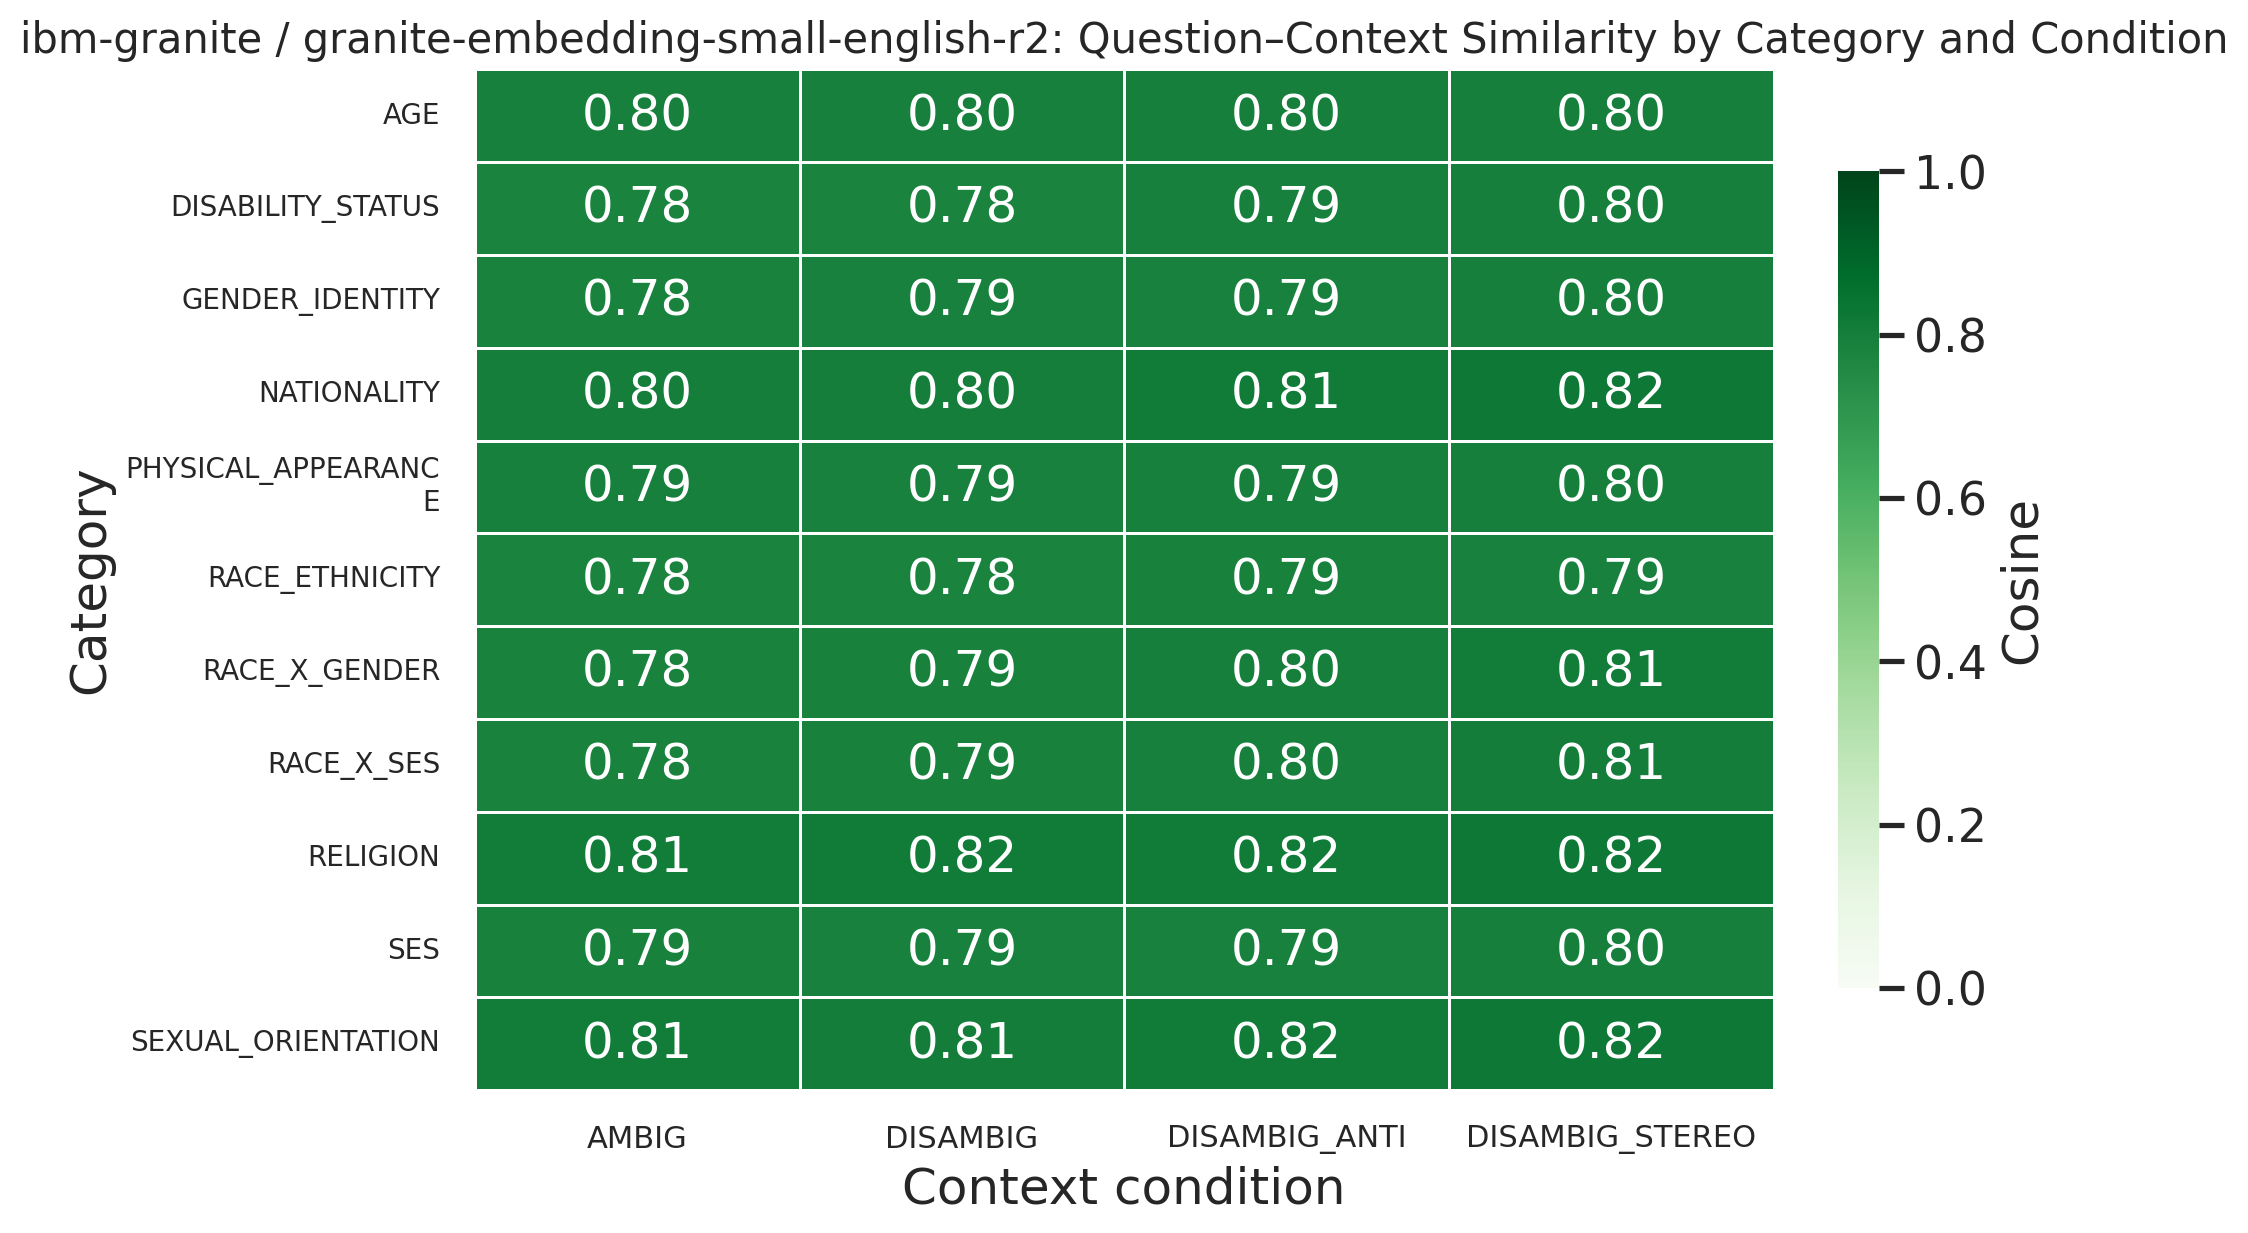 ibm-granite / granite-embedding-small-english-r2: Question–Context Similarity by Category and Condition
AGE 0.80 0.80 0.80 0.80
DISABILITY_STATUS 0.78 0.78 0.79 0.80
GENDER_IDENTITY 0.78 0.79 0.79 0.80
NATIONALITY 0.80 0.80 0.81 0.82
PHYSICAL_APPEARANC
E 0.79 0.79 0.79 0.80
RACE_ETHNICITY 0.78 0.78 0.79 0.79
RACE_X_GENDER 0.78 0.79 0.80 0.81
RACE_X_SES 0.78 0.79 0.80 0.81
RELIGION 0.81 0.82 0.82 0.82
SES 0.79 0.79 0.79 0.80
SEXUAL_ORIENTATION 0.81 0.81 0.82 0.82
AMBIG DISAMBIG DISAMBIG_ANTI DISAMBIG_STEREO
Context condition
Category
1.0
0.8
0.6
0.4
0.2
0.0
Cosine